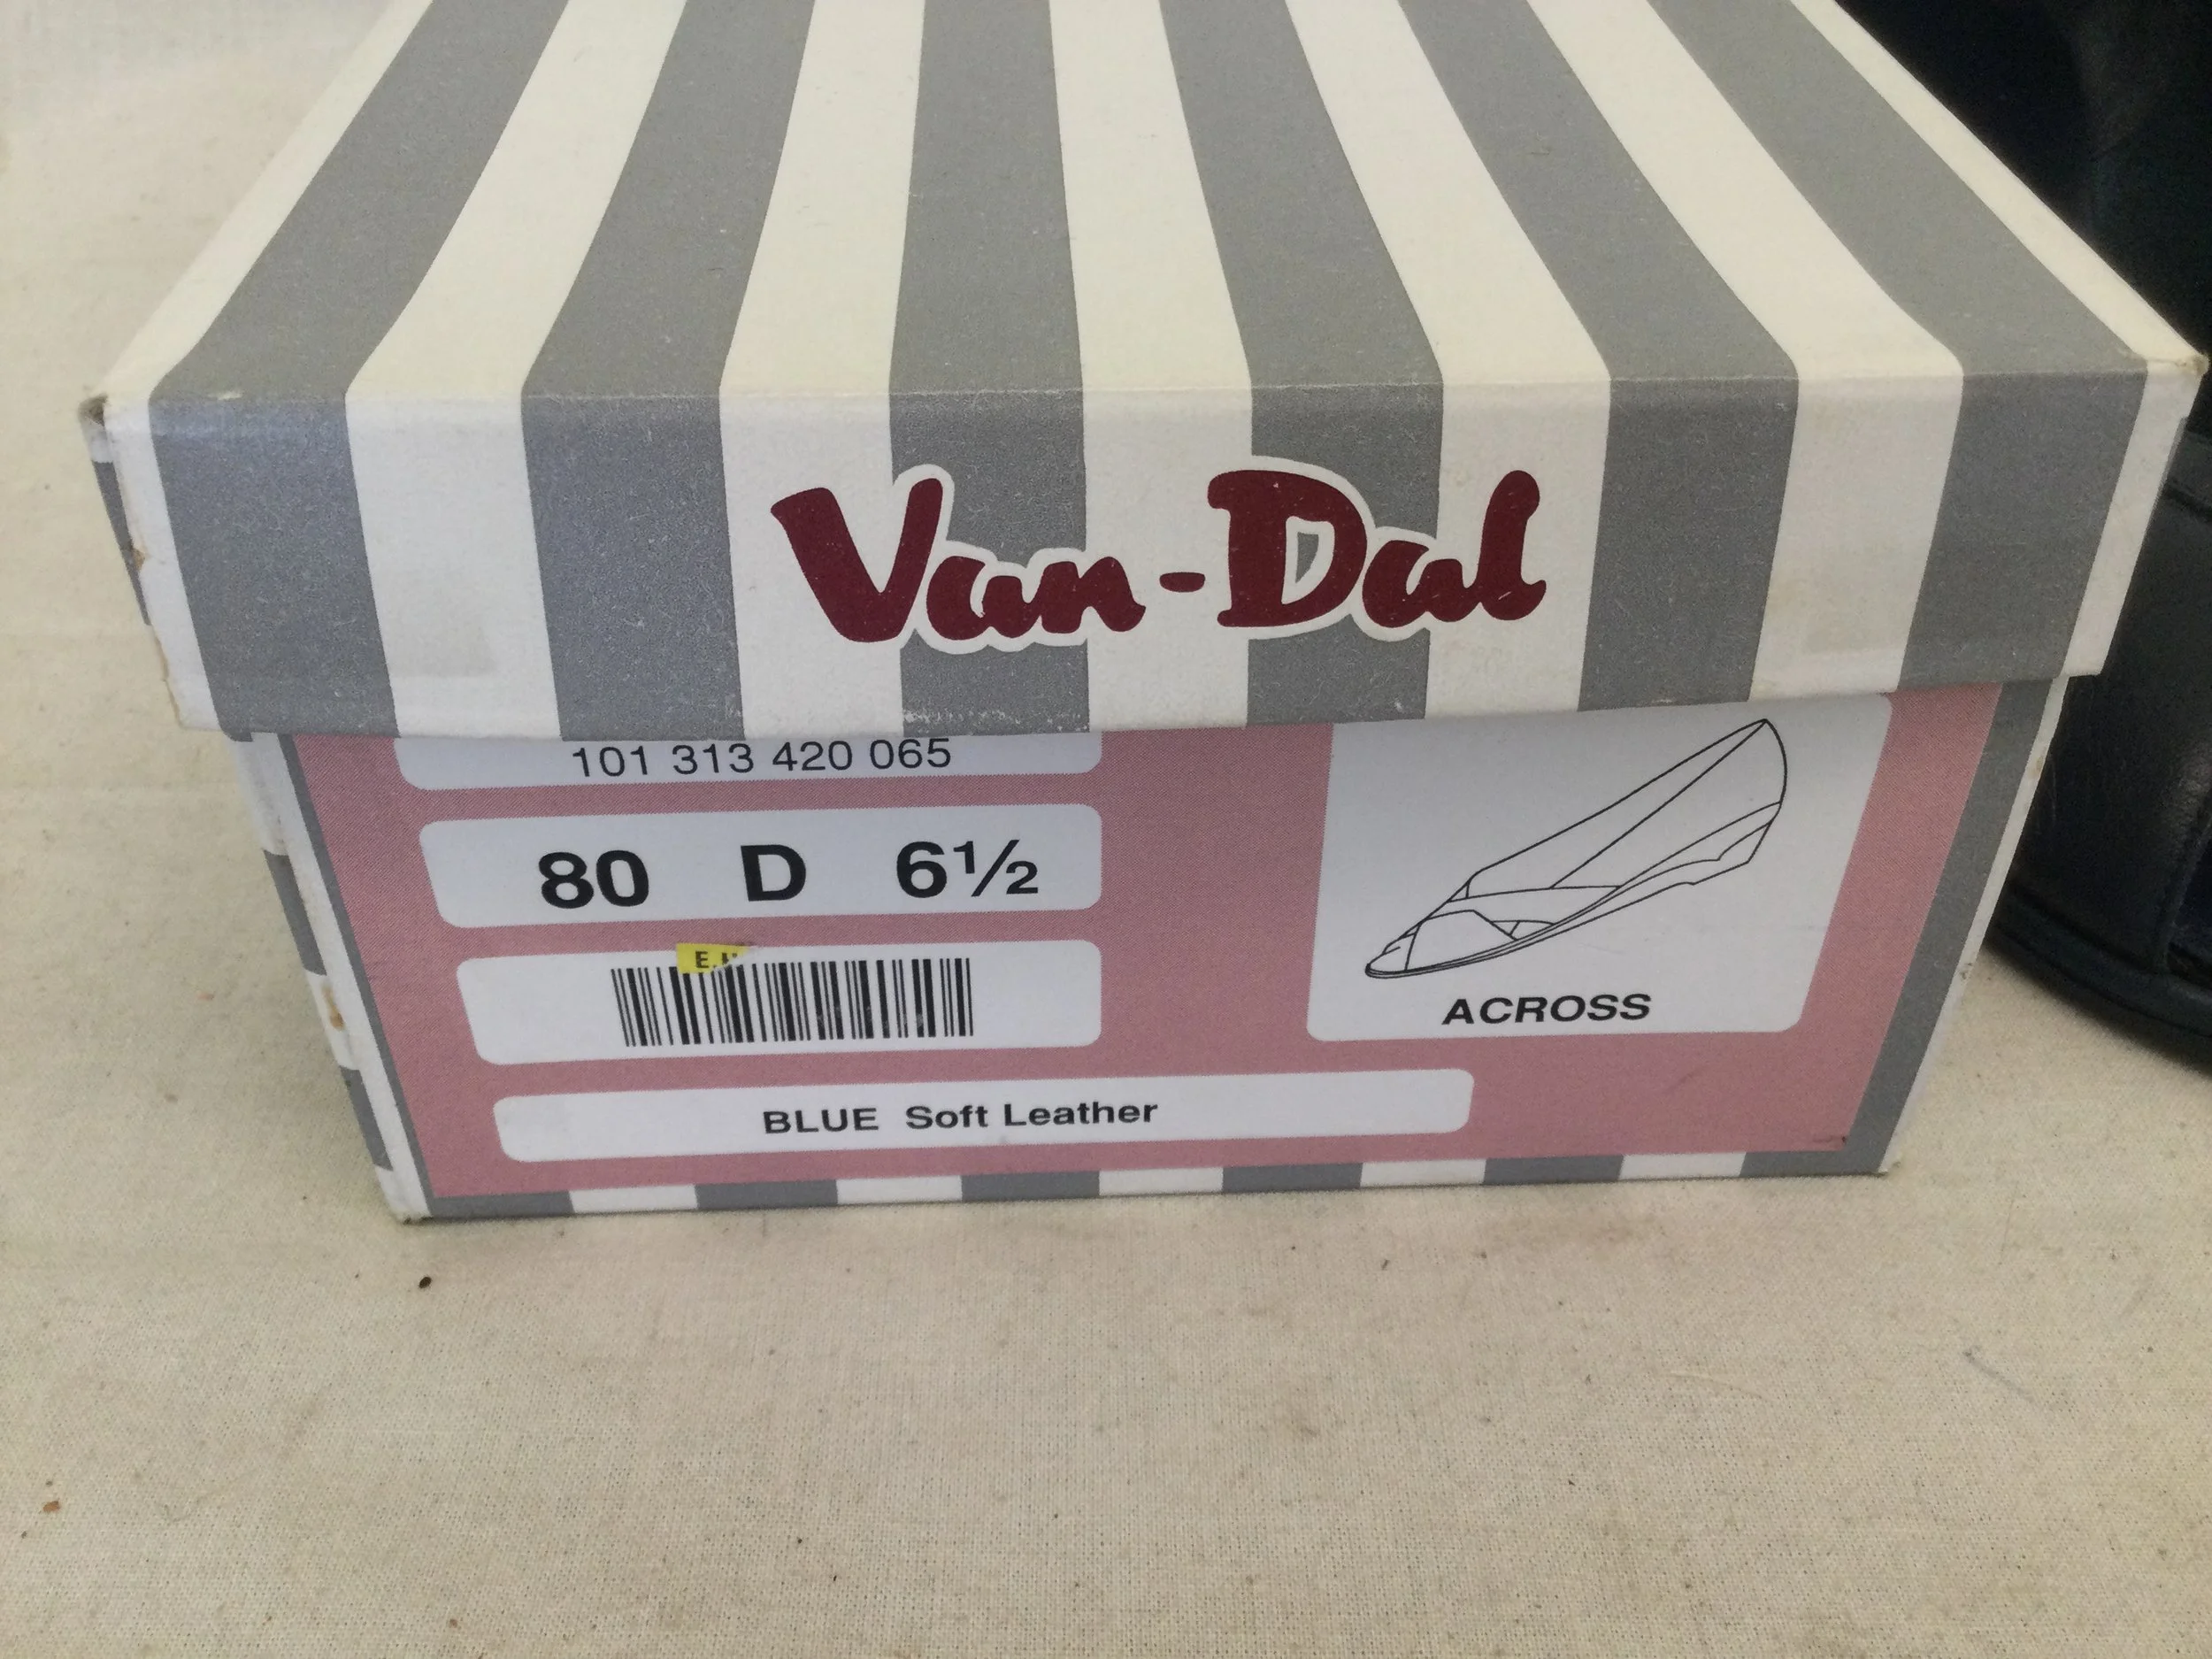 Van-Dal
101 313 420 065
80 D 6½
BLUE Soft Leather
ACROSS